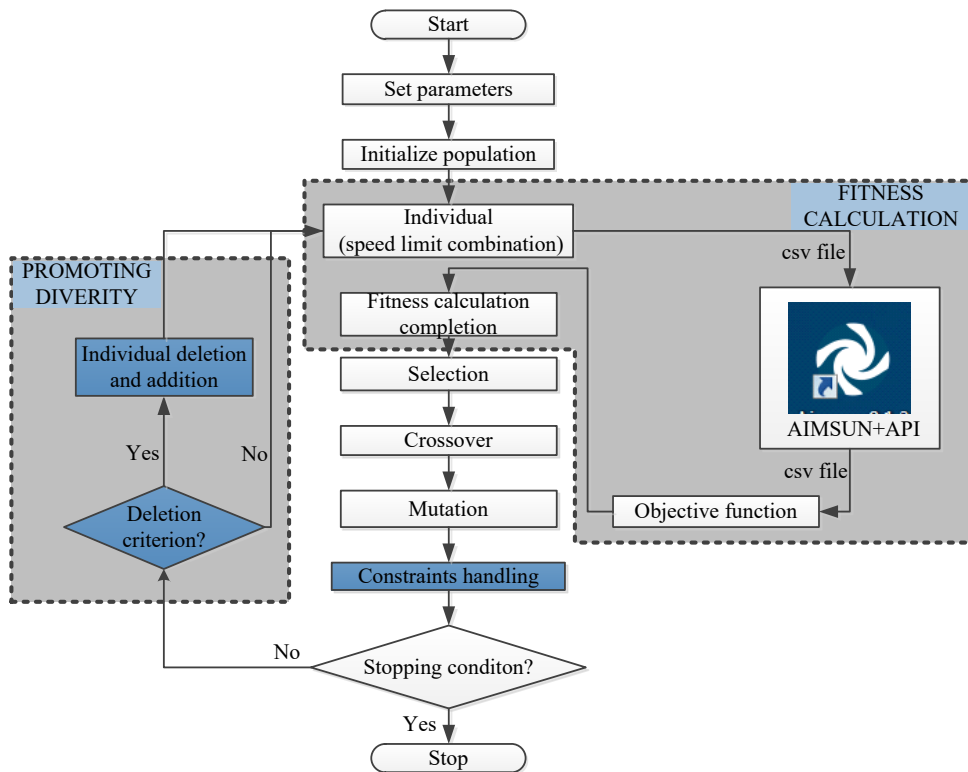 Start
Set parameters
Initialize population
FITNESS
CALCULATION
Individual
(speed limit combination)
csv file
PROMOTING
DIVERITY
Fitness calculation
completion
Individual deletion
and addition
Selection
AIMSUN+API
Crossover
Yes
No
csv file
Mutation
Objective function
Deletion
criterion?
Constraints handling
No
Stopping conditon?
Yes
Stop